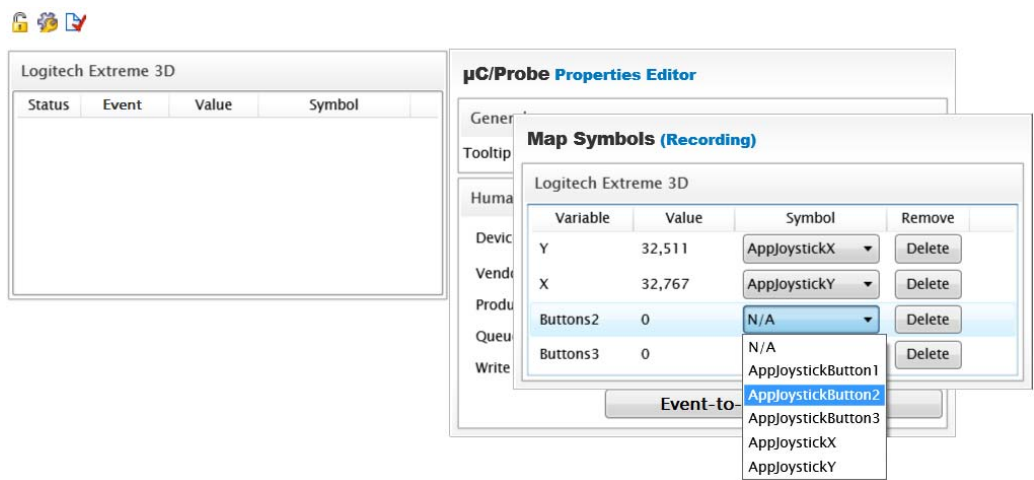 Logitech Extreme 3D
Status Event Value Symbol
µC/Probe Properties Editor
Tooltip
Map Symbols (Recording)
Logitech Extreme 3D
Variable Value Symbol Remove
Y 32,511 AppJoystickX Delete
X 32,767 AppJoystickY Delete
Buttons2 0 N/A Delete
Buttons3 0 Delete
N/A
AppJoystickButton1
AppJoystickButton2
AppJoystickButton3
AppJoystickX
AppJoystickY
Write
Event-to-